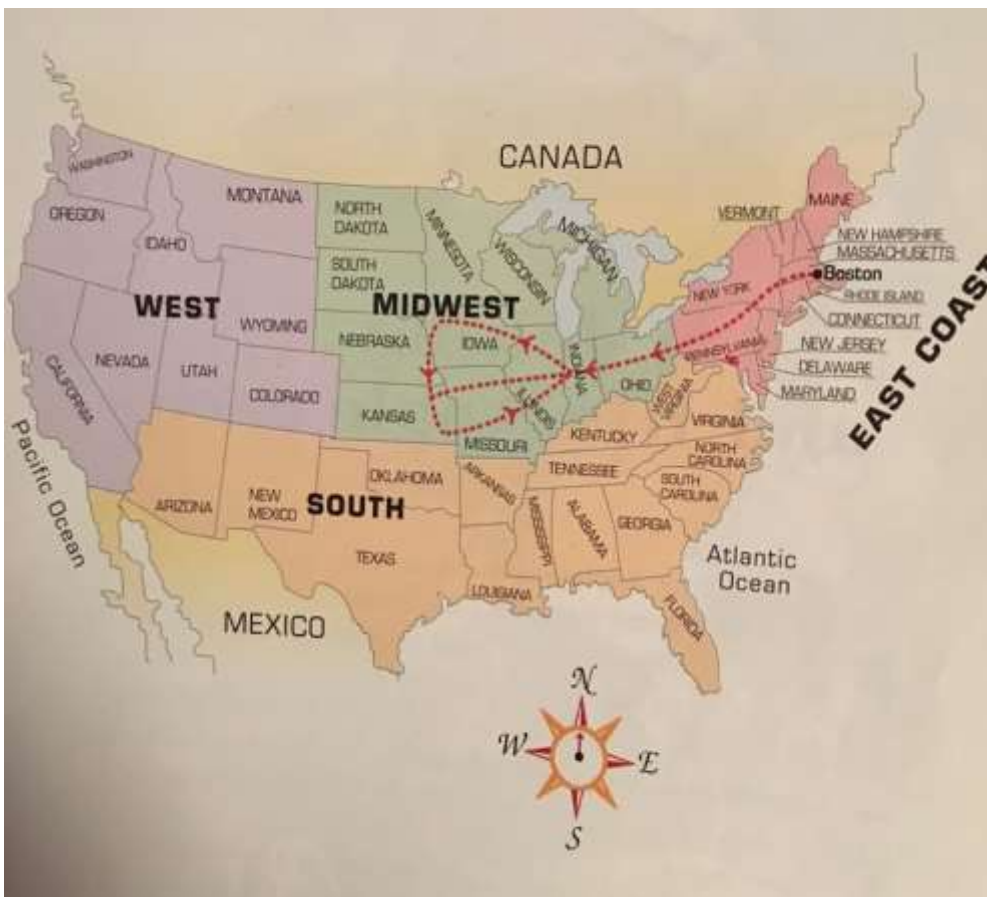 CANADA
WASHINGTON
MONTANA
NORTH
DAKOTA
MINNESOTA
OREGON
IDAHO
SOUTH
DAKOTA
WISCONSIN
MICHIGAN
VERMONT
MAINE
NEW HAMPSHIRE
MASSACHUSETTS
Boston
NEW YORK
RHODE ISLAND
CONNECTICUT
WEST
MIDWEST
EAST COAST
WYOMING
NEBRASKA
IOWA
NEVADA
UTAH
COLORADO
CALIFORNIA
KANSAS
MISSOURI
ILLINOIS
INDIANA
OHIO
PENNSYLVANIA
NEW JERSEY
DELAWARE
MARYLAND
WEST
VIRGINIA
VIRGINIA
KENTUCKY
NORTH
CAROLINA
TENNESSEE
SOUTH
CAROLINA
OKLAHOMA
ARKANSAS
SOUTH
ARIZONA
NEW
MEXICO
TEXAS
MISSISSIPPI
ALABAMA
GEORGIA
LOUISIANA
FLORIDA
Pacific Ocean
Atlantic
Ocean
MEXICO
N
W
E
S